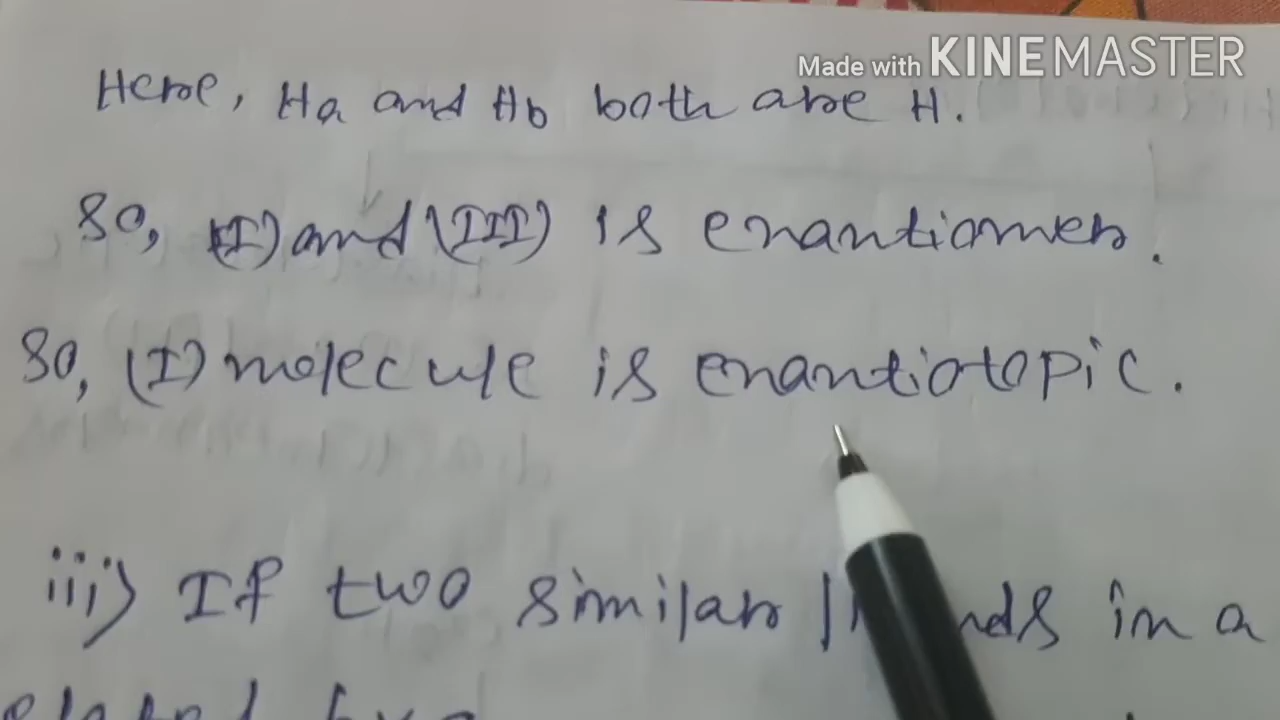 Made with KINEMASTER
Here, Ha and Hb both are H.
So, (I) and (III) is enantiomer.
So, (I) molecule is enantiotopic.
iii) If two similar in a